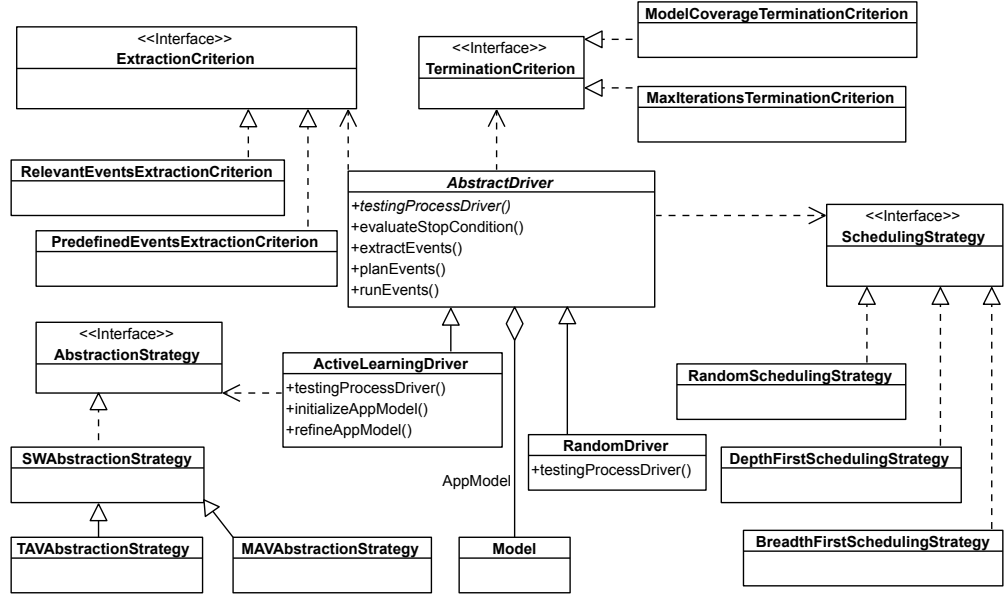 <<Interface>>
ExtractionCriterion
<<Interface>>
TerminationCriterion
ModelCoverageTerminationCriterion
MaxIterationsTerminationCriterion
RelevantEventsExtractionCriterion
PredefinedEventsExtractionCriterion
AbstractDriver
+testingProcessDriver()
+evaluateStopCondition()
+extractEvents()
+planEvents()
+runEvents()
<<Interface>>
SchedulingStrategy
<<Interface>>
AbstractionStrategy
ActiveLearningDriver
+testingProcessDriver()
+initializeAppModel()
+refineAppModel()
RandomSchedulingStrategy
RandomDriver
+testingProcessDriver()
SWAbstractionStrategy
DepthFirstSchedulingStrategy
AppModel
TAVAbstractionStrategy
MAVAbstractionStrategy
Model
BreadthFirstSchedulingStrategy